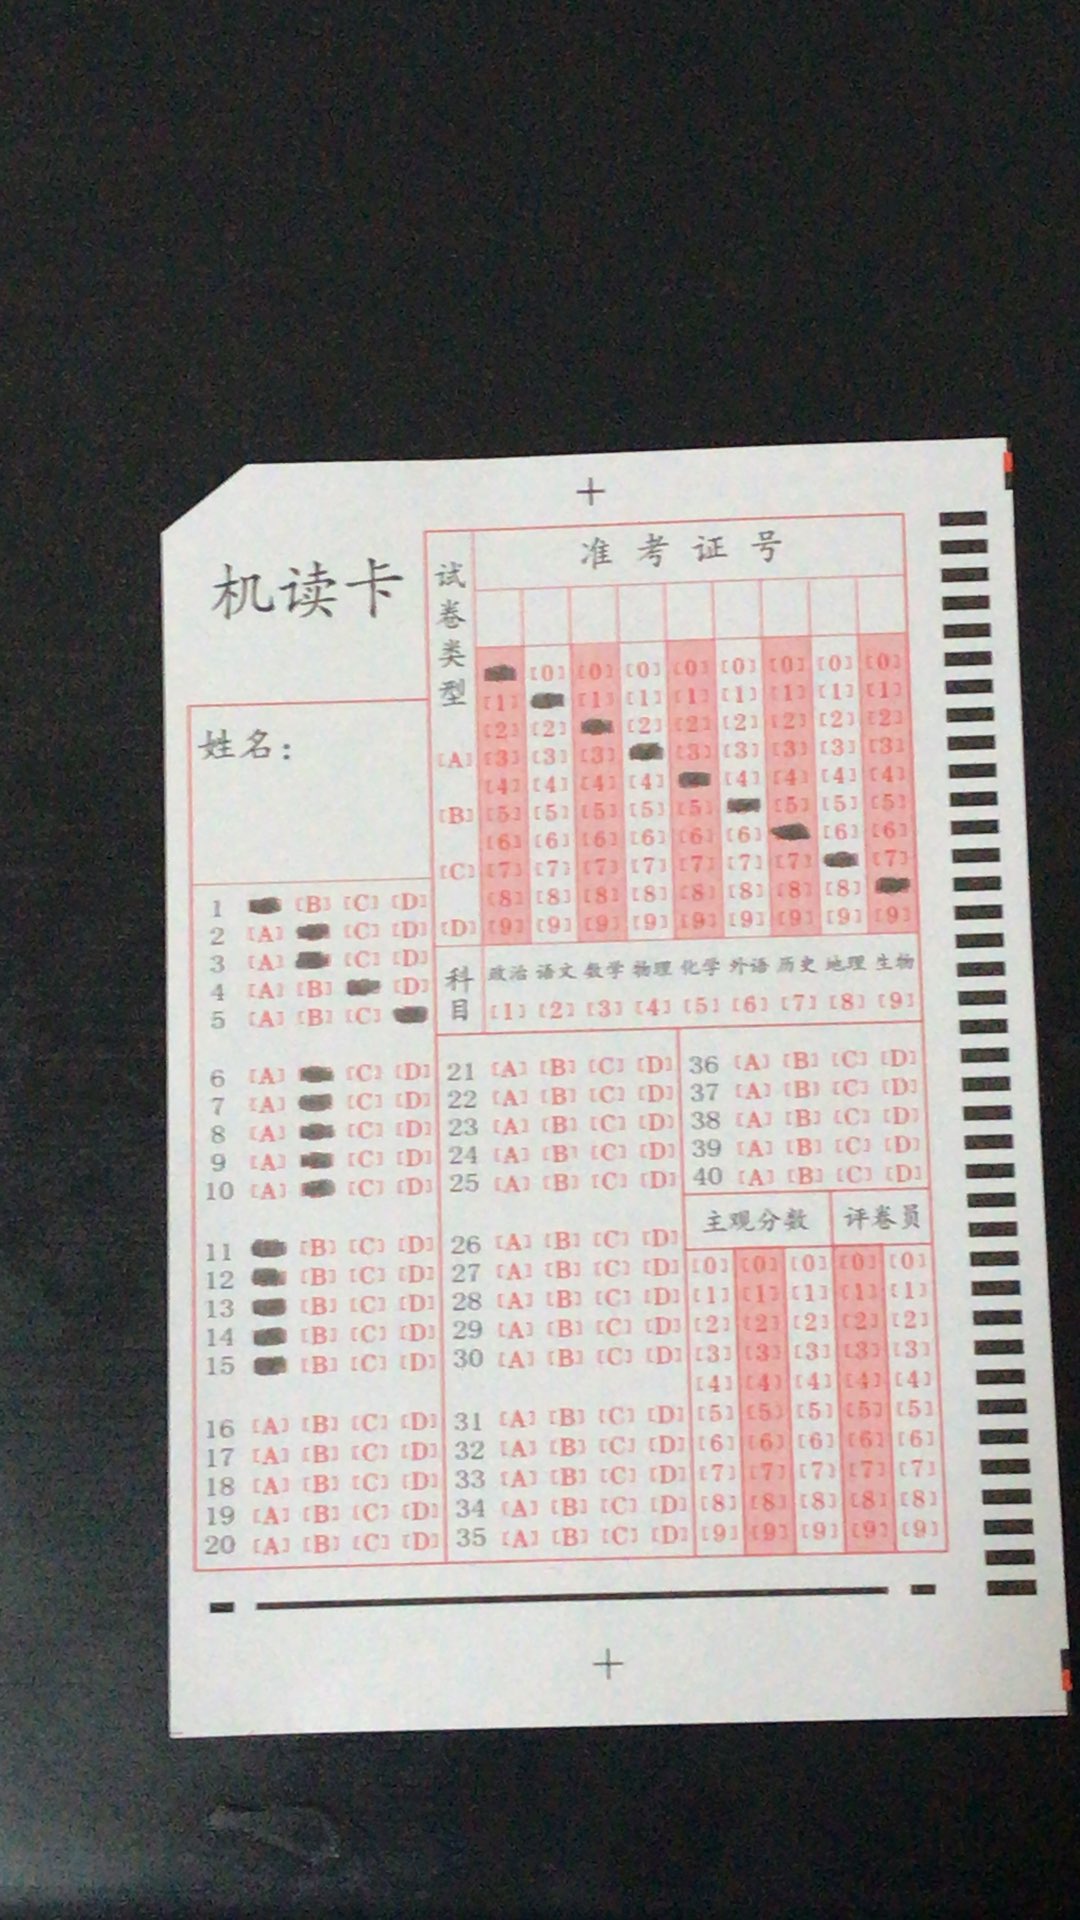 机读卡
试卷类型
准考证号
[0] [0] [0] [0] [0] [0] [0] [0]
[1] [1] [1] [1] [1] [1] [1] [1]
[2] [2] [2] [2] [2] [2] [2] [2]
[A] [3] [3] [3] [3] [3] [3] [3] [3]
[4] [4] [4] [4] [4] [4] [4] [4]
[B] [5] [5] [5] [5] [5] [5] [5] [5]
[6] [6] [6] [6] [6] [6] [6] [6]
[C] [7] [7] [7] [7] [7] [7] [7] [7]
[8] [8] [8] [8] [8] [8] [8] [8]
[D] [9] [9] [9] [9] [9] [9] [9] [9] [9]
姓名：
科目
政治 语文 数学 物理 化学 外语 历史 地理 生物
[1] [2] [3] [4] [5] [6] [7] [8] [9]
1 [B] [C] [D]
2 [A] [C] [D]
3 [A] [C] [D]
4 [A] [B] [D]
5 [A] [B] [C]
6 [A] [C] [D]
7 [A] [C] [D]
8 [A] [C] [D]
9 [A] [C] [D]
10 [A] [C] [D]
11 [B] [C] [D]
12 [B] [C] [D]
13 [B] [C] [D]
14 [B] [C] [D]
15 [B] [C] [D]
16 [A] [B] [C] [D]
17 [A] [B] [C] [D]
18 [A] [B] [C] [D]
19 [A] [B] [C] [D]
20 [A] [B] [C] [D]
21 [A] [B] [C] [D]
22 [A] [B] [C] [D]
23 [A] [B] [C] [D]
24 [A] [B] [C] [D]
25 [A] [B] [C] [D]
26 [A] [B] [C] [D]
27 [A] [B] [C] [D]
28 [A] [B] [C] [D]
29 [A] [B] [C] [D]
30 [A] [B] [C] [D]
31 [A] [B] [C] [D]
32 [A] [B] [C] [D]
33 [A] [B] [C] [D]
34 [A] [B] [C] [D]
35 [A] [B] [C] [D]
36 [A] [B] [C] [D]
37 [A] [B] [C] [D]
38 [A] [B] [C] [D]
39 [A] [B] [C] [D]
40 [A] [B] [C] [D]
主观分数 评卷员
[0] [0] [0] [0] [0]
[1] [1] [1] [1] [1]
[2] [2] [2] [2] [2]
[3] [3] [3] [3] [3]
[4] [4] [4] [4] [4]
[5] [5] [5] [5] [5]
[6] [6] [6] [6] [6]
[7] [7] [7] [7] [7]
[8] [8] [8] [8] [8]
[9] [9] [9] [9] [9]